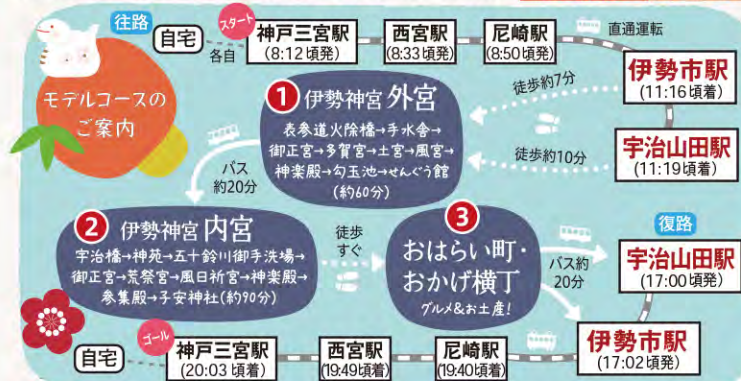 往路
モデルコースの
ご案内
自宅
各自
スタート
神戸三宮駅
(8:12頃発)
西宮駅
(8:33頃発)
尼崎駅
(8:50頃発)
直通運転
伊勢市駅
(11:16頃着)
宇治山田駅
(11:19頃着)
徒歩約7分
徒歩約10分
1 伊勢神宮 外宮
表参道火除橋→手水舎→
御正宮→多賀宮→土宮→風宮→
神楽殿→勾玉池→せんぐう館
(約60分)
バス
約20分
2 伊勢神宮 内宮
宇治橋→神苑→五十鈴川御手洗場→
御正宮→荒祭宮→風日祈宮→神楽殿→
参集殿→子安神社(約90分)
徒歩
すぐ
3
おはらい町・
おかげ横丁
グルメ&お土産!
バス約
20分
復路
宇治山田駅
(17:00頃発)
伊勢市駅
(17:02頃発)
尼崎駅
(19:40頃着)
西宮駅
(19:49頃着)
神戸三宮駅
(20:03頃着)
ゴール
自宅